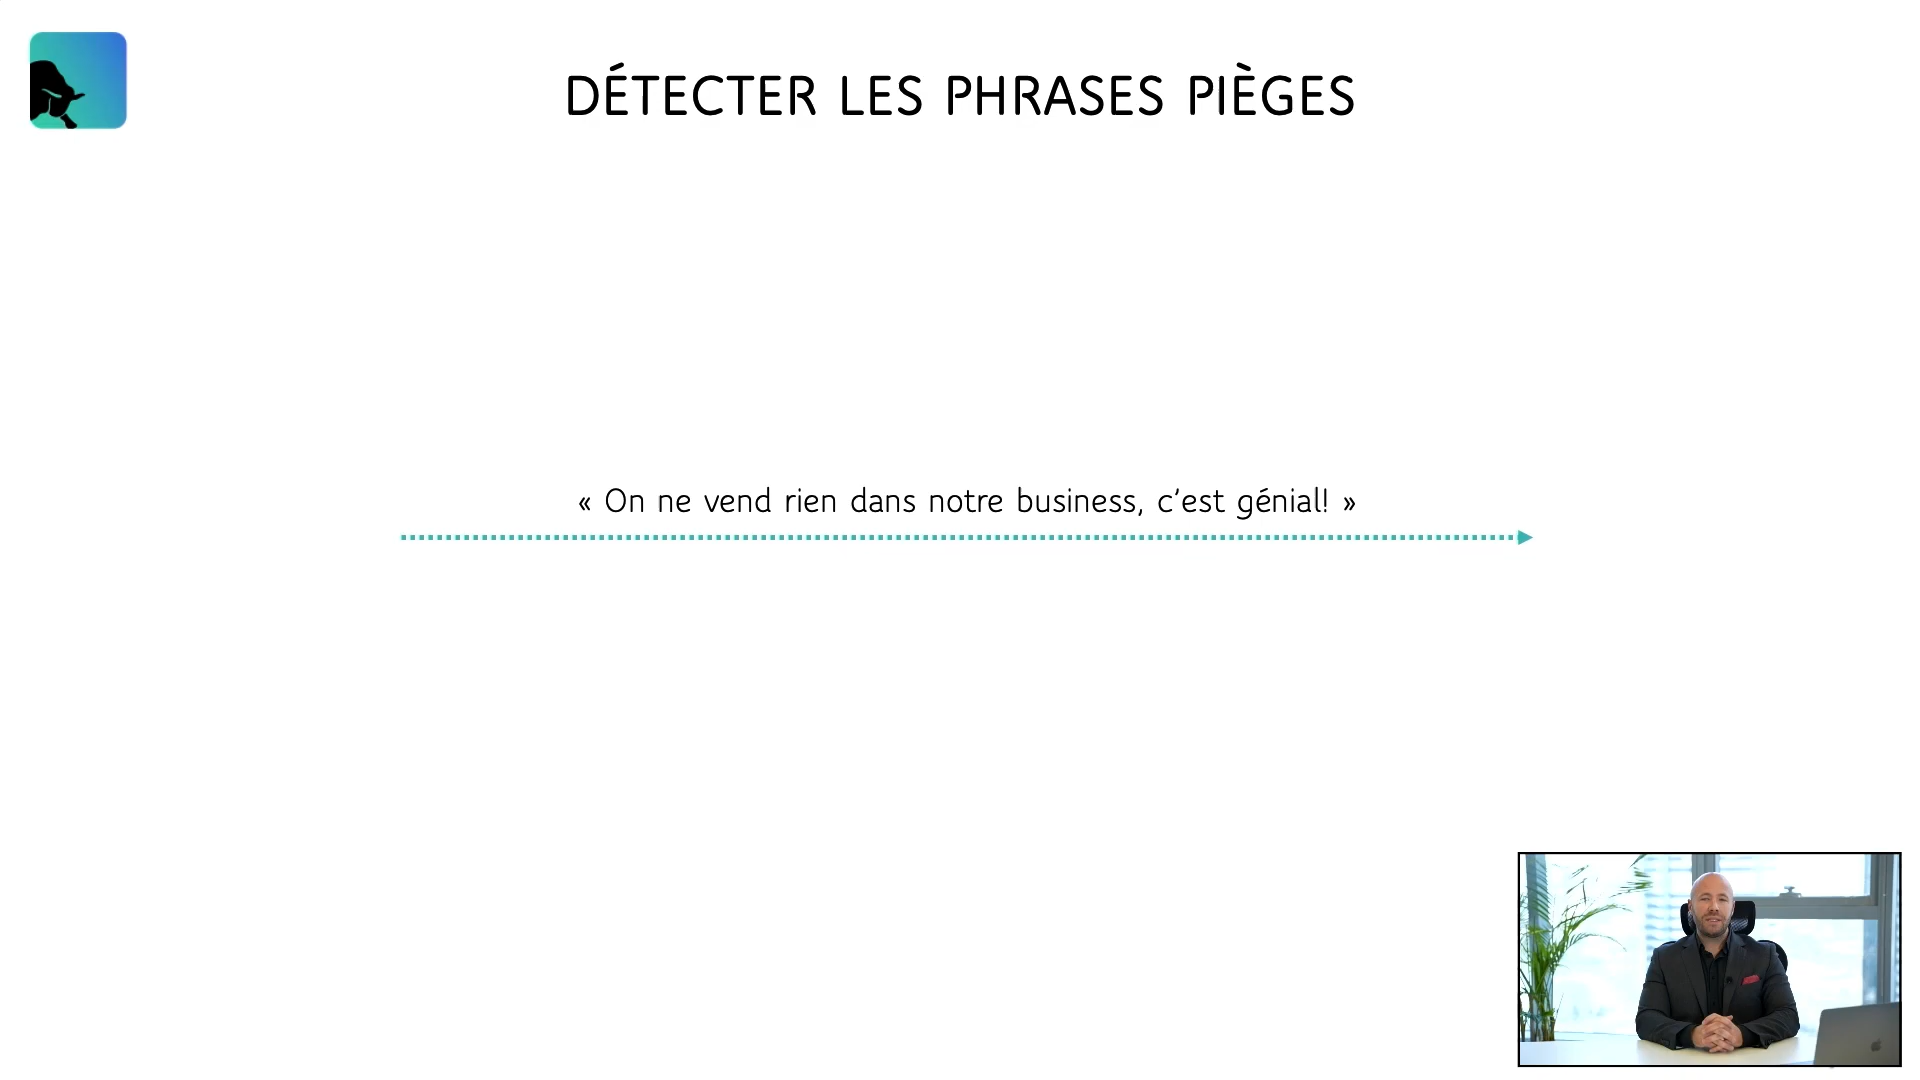 DÉTECTER LES PHRASES PIÈGES
« On ne vend rien dans notre business, c’est génial! »